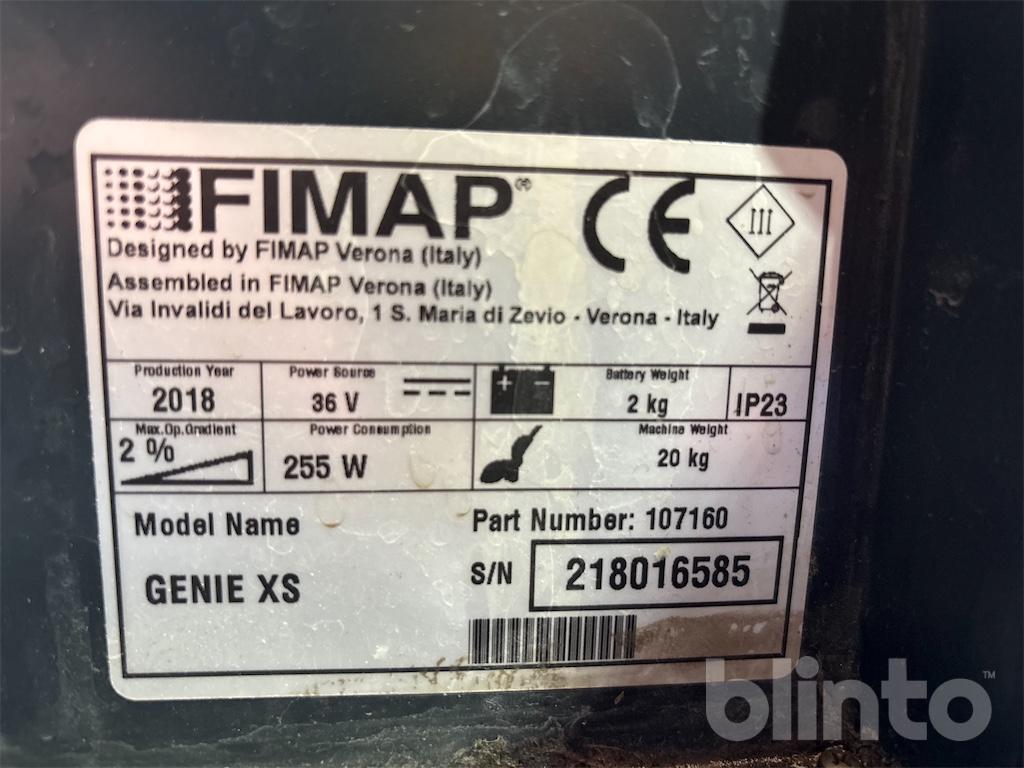 FIMAP®
CE
III
Designed by FIMAP Verona (Italy)
Assembled in FIMAP Verona (Italy)
Via Invalidi del Lavoro, 1 S. Maria di Zevio - Verona - Italy
Production Year
2018
Power Source
36 V
+ -
Battery Weight
2 kg
IP23
Max.Op.Gradient
2 %
Power Consumption
255 W
Machine Weight
20 kg
Model Name
GENIE XS
Part Number: 107160
S/N 218016585
blinto™